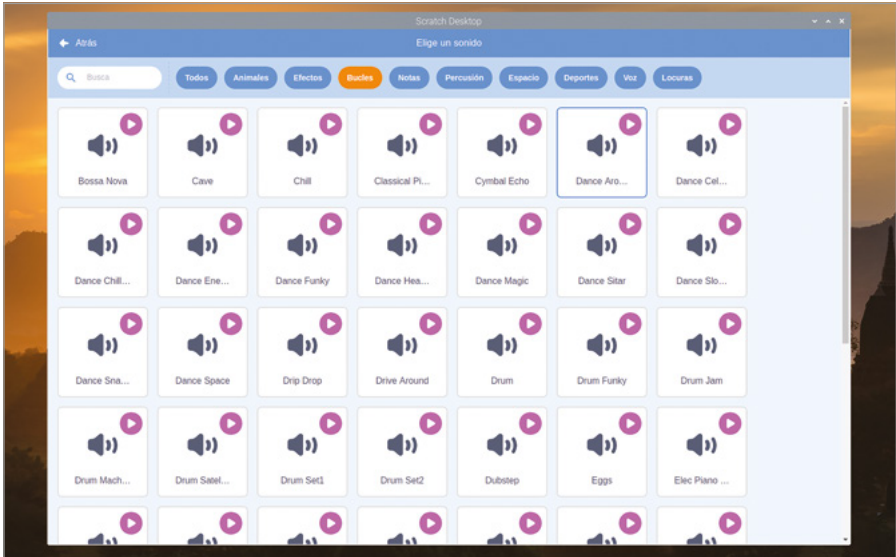 Scratch Desktop
Atrás
Elige un sonido
Busca
Todos Animales Efectos Bucles Notas Percusión Espacio Deportes Voz Locuras
Bossa Nova Cave Chill Classical Pi... Cymbal Echo Dance Aro... Dance Cel...
Dance Chill... Dance Ene... Dance Funky Dance Hea... Dance Magic Dance Sitar Dance Slo...
Dance Sna... Dance Space Drip Drop Drive Around Drum Drum Funky Drum Jam
Drum Mach... Drum Satel... Drum Set1 Drum Set2 Dubstep Eggs Elec Piano ...